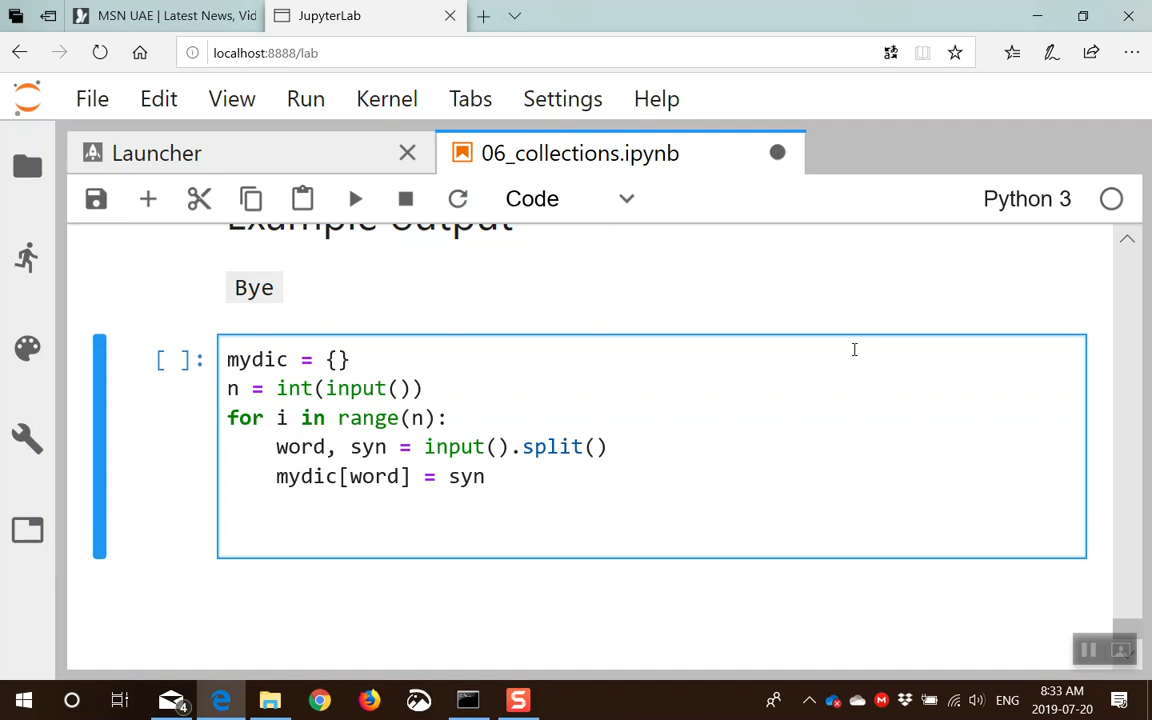 MSN UAE | Latest News, Vid
JupyterLab
localhost:8888/lab
File Edit View Run Kernel Tabs Settings Help
Launcher
06_collections.ipynb
Code
Python 3
Example Output
Bye
[ ]:
mydic = {}
n = int(input())
for i in range(n):
    word, syn = input().split()
    mydic[word] = syn
4
ENG
8:33 AM
2019-07-20